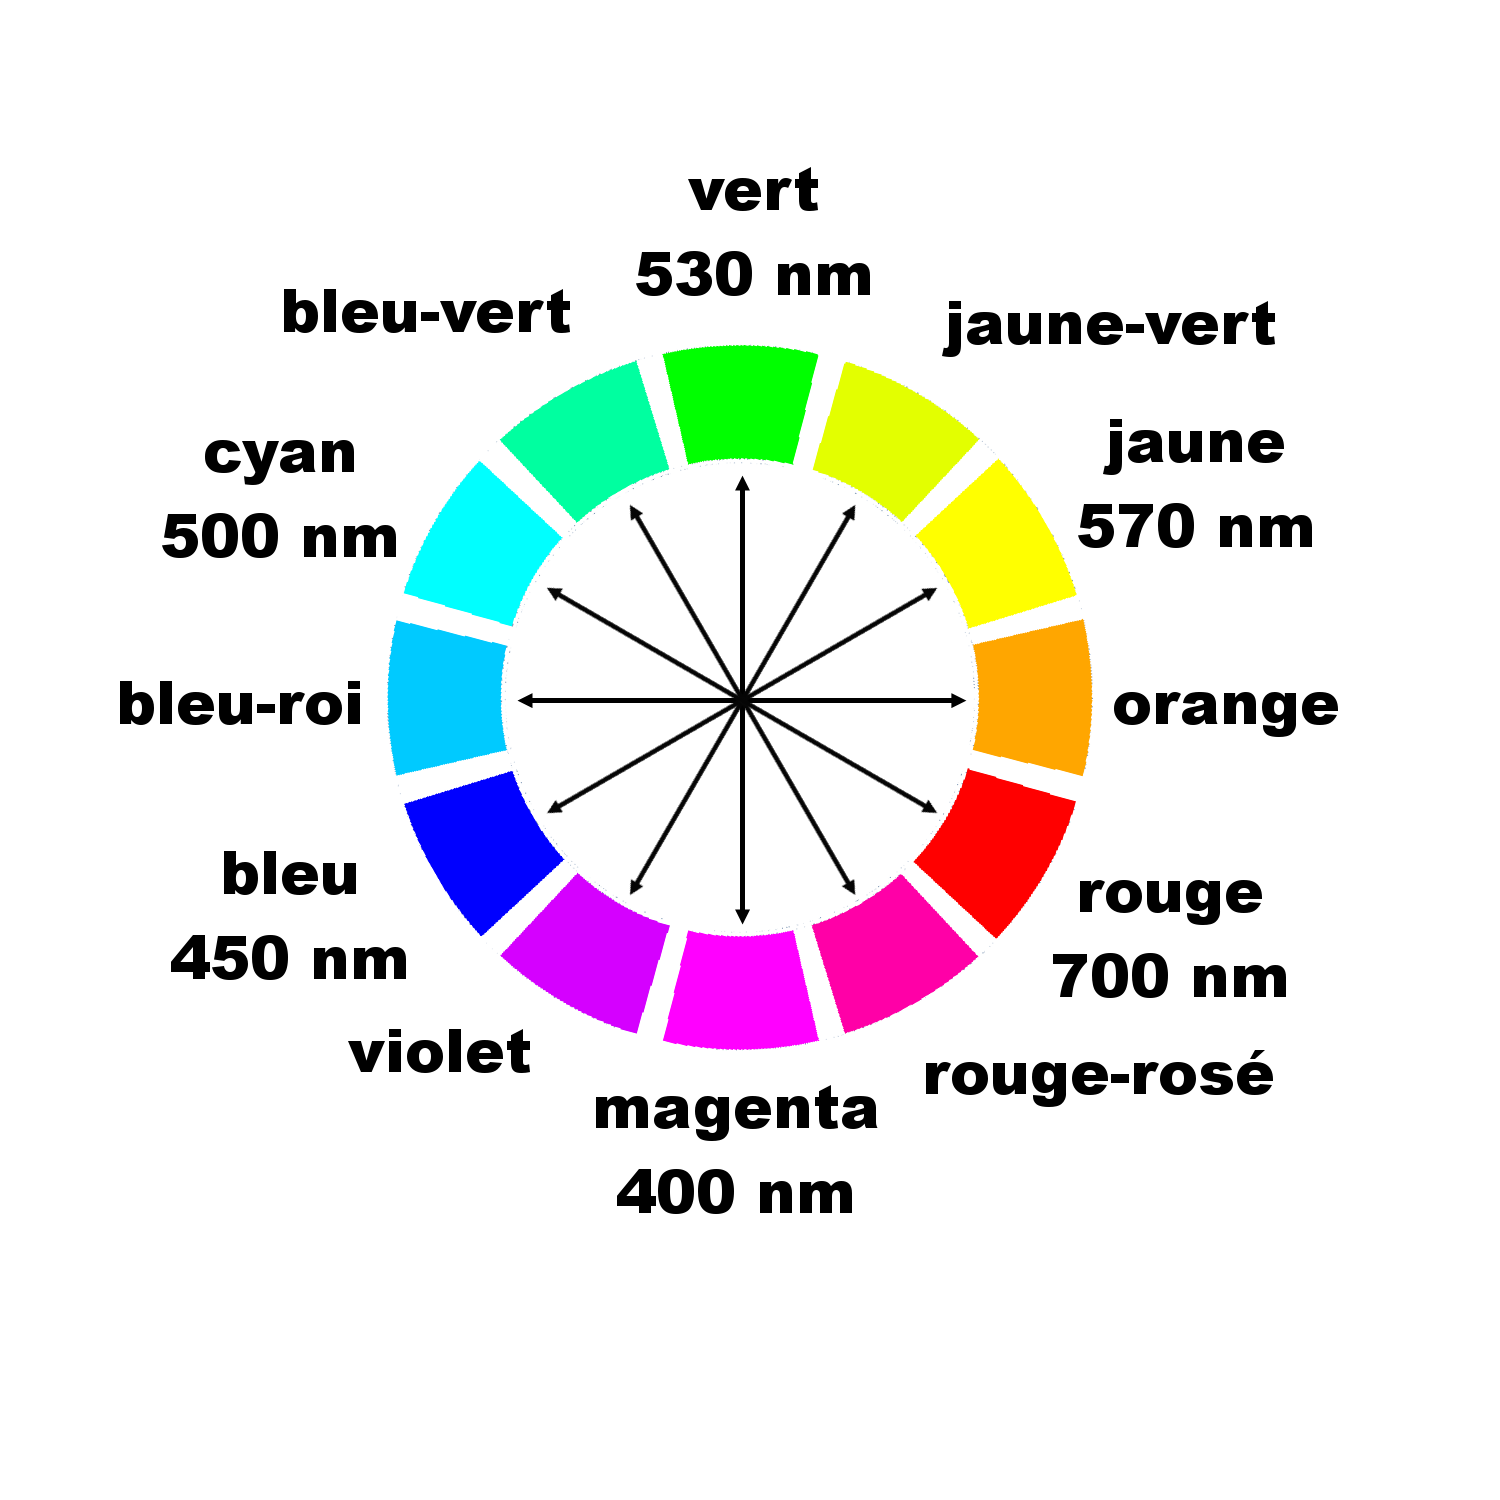 vert
530 nm
jaune-vert
jaune
570 nm
orange
rouge
700 nm
rouge-rosé
magenta
400 nm
violet
bleu
450 nm
bleu-roi
cyan
500 nm
bleu-vert